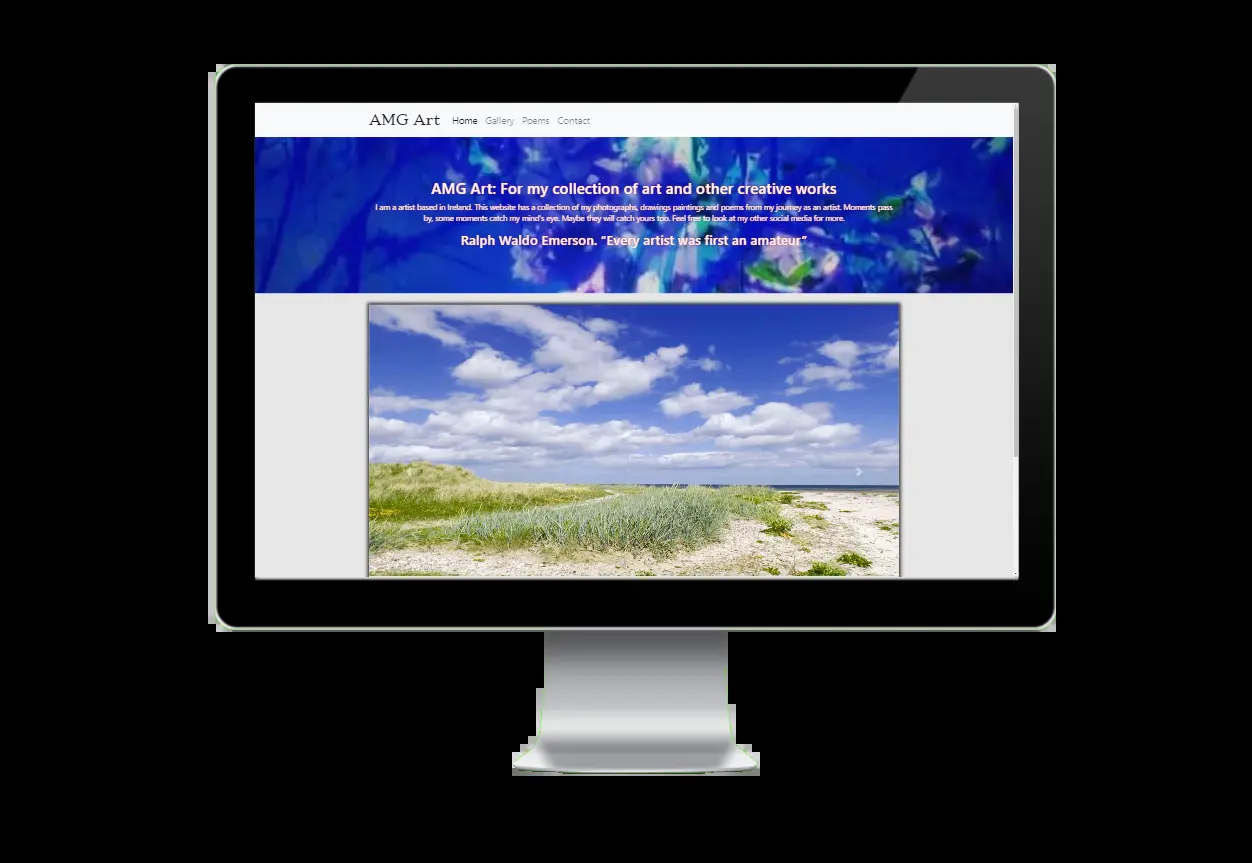 AMG Art Home Gallery Poems Contact
AMG Art: For my collection of art and other creative works
I am a artist based in Ireland. This website has a collection of my photographs, drawings paintings and poems from my journey as an artist. Moments pass
by, some moments catch my mind's eye. Maybe they will catch yours too. Feel free to look at my other social media for more.
Ralph Waldo Emerson. “Every artist was first an amateur”